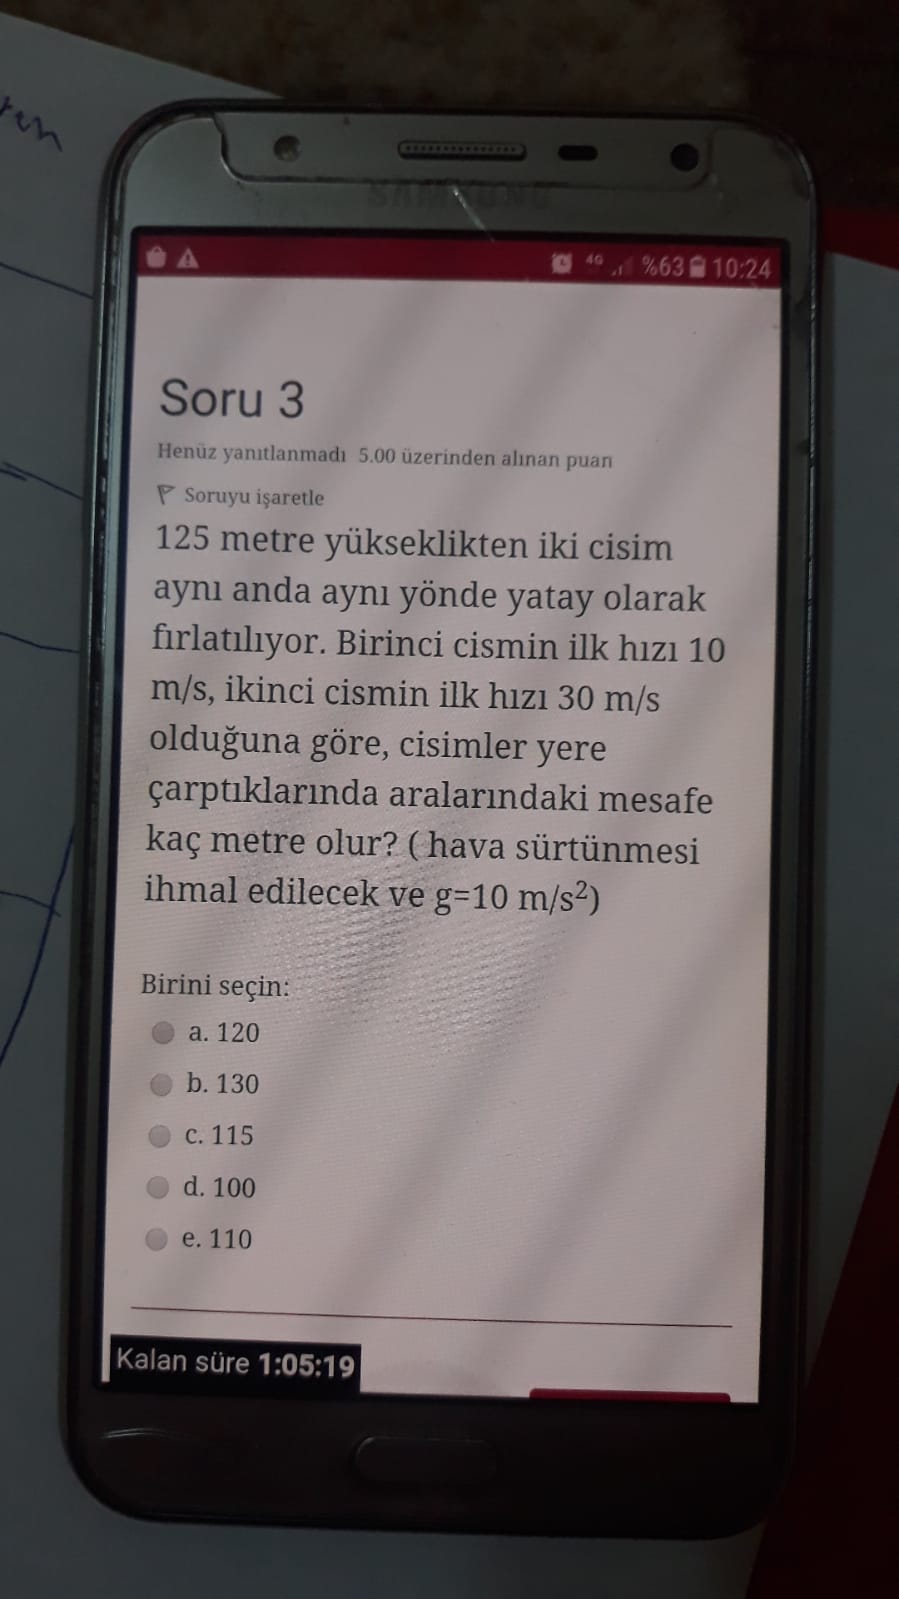 SAMSUNG
4G %63 10:24
Soru 3
Henüz yanıtlanmadı 5.00 üzerinden alınan puan
Soruyu işaretle
125 metre yükseklikten iki cisim
aynı anda aynı yönde yatay olarak
fırlatılıyor. Birinci cismin ilk hızı 10
m/s, ikinci cismin ilk hızı 30 m/s
olduğuna göre, cisimler yere
çarptıklarında aralarındaki mesafe
kaç metre olur? ( hava sürtünmesi
ihmal edilecek ve g=10 m/s²)
Birini seçin:
a. 120
b. 130
c. 115
d. 100
e. 110
Kalan süre 1:05:19